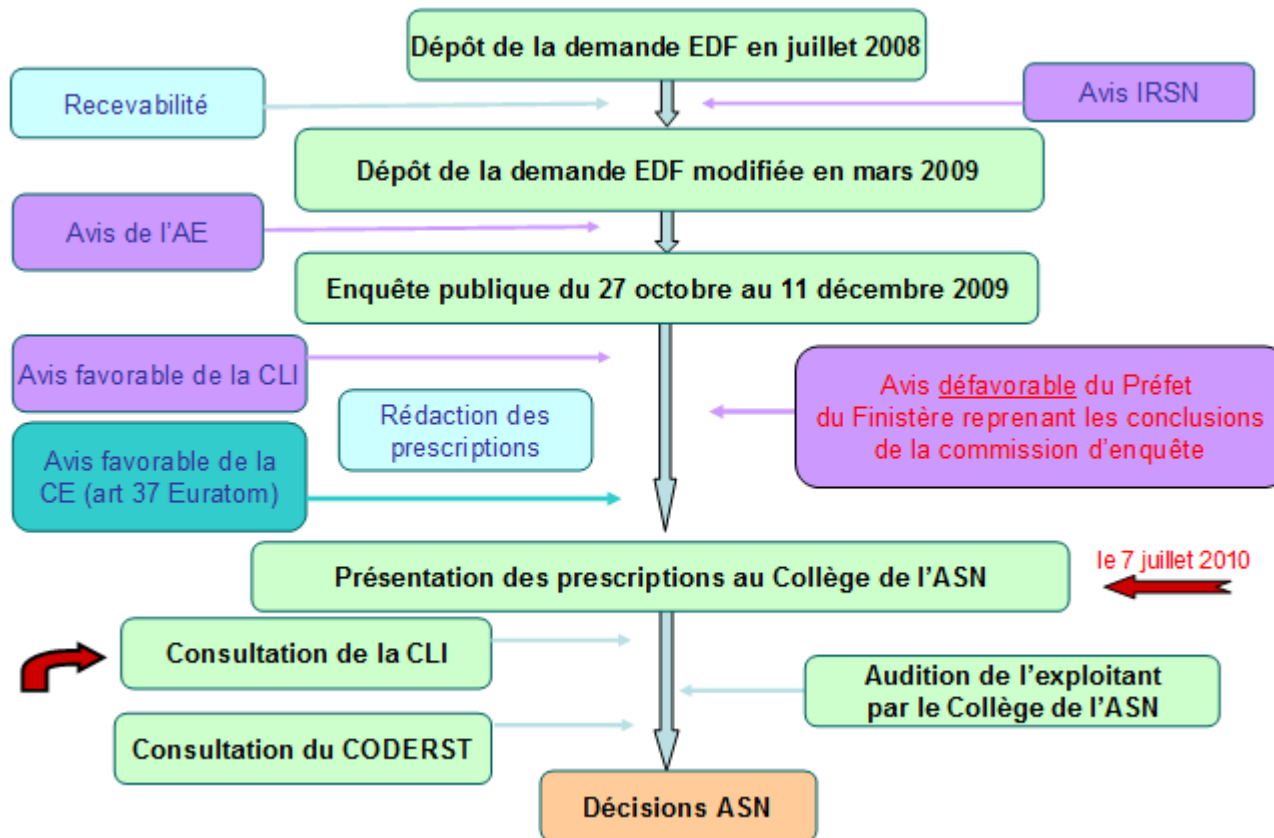 Dépôt de la demande EDF en juillet 2008
Recevabilité
Avis IRSN
Dépôt de la demande EDF modifiée en mars 2009
Avis de l'AE
Enquête publique du 27 octobre au 11 décembre 2009
Avis favorable de la CLI
Rédaction des
prescriptions
Avis défavorable du Préfet
du Finistère reprenant les conclusions
de la commission d'enquête
Avis favorable de la
CE (art 37 Euratom)
Présentation des prescriptions au Collège de l'ASN
le 7 juillet 2010
Consultation de la CLI
Audition de l'exploitant
par le Collège de l'ASN
Consultation du CODERST
Décisions ASN